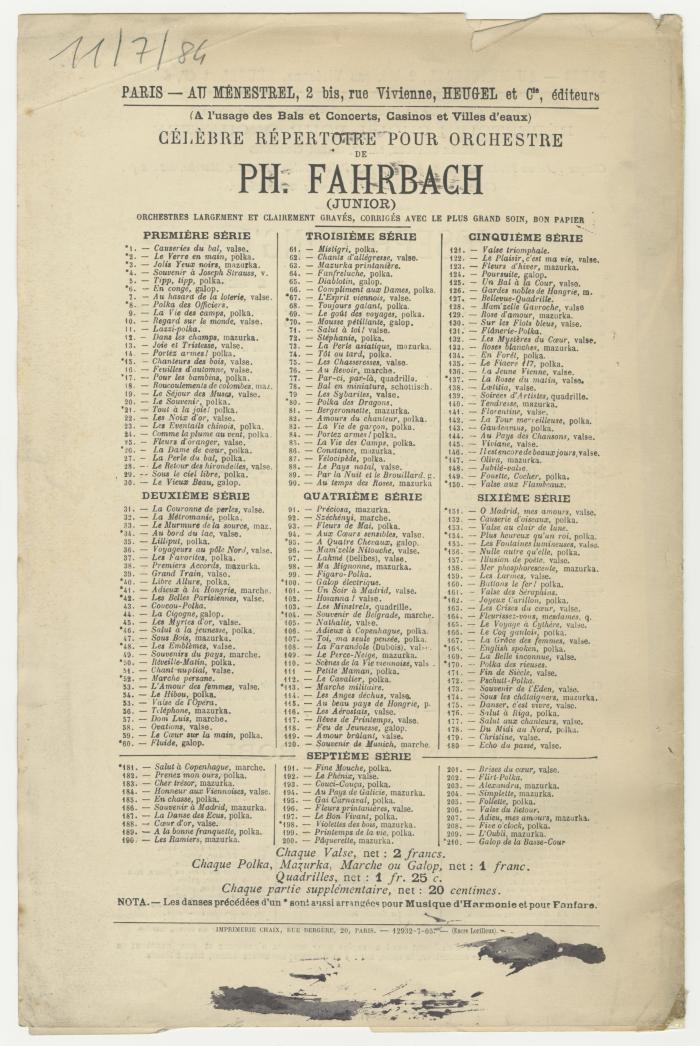 11/7/84
PARIS — AU MÉNESTREL, 2 bis, rue Vivienne, HEUGEL et Cie, éditeurs
(A l'usage des Bals et Concerts, Casinos et Villes d'eaux)
CÉLÈBRE RÉPERTOIRE POUR ORCHESTRE
DE
PH. FAHRBACH
(JUNIOR)
ORCHESTRES LARGEMENT ET CLAIREMENT GRAVÉS, CORRIGÉS AVEC LE PLUS GRAND SOIN, BON PAPIER
PREMIÈRE SÉRIE
*1. — Causeries du bal, valse.
*2. — Le Verre en main, polka.
*3. — Jolis Yeux noirs, mazurka.
*4. — Souvenir à Joseph Strauss, v.
5. — Tipp, tipp, polka.
*6. — En congé, galop.
7. — Au hasard de la loterie, valse.
*8. — Polka des Officiers.
9. — La Vie des camps, polka.
10. — Regard sur le monde, valse.
11. — Lazzi-polka.
12. — Dans les champs, mazurka.
13. — Joie et Tristesse, valse.
14. — Portez armes! polka.
*15. — Chanteurs des bois, valse.
16. — Feuilles d'automne, valse.
*17. — Pour les bambins, polka.
18. — Roucoulements de colombes, maz.
19. — Le Séjour des Muses, valse.
20. — Le Souvenir, polka.
*21. — Tout à la joie! polka.
22. — Les Noix d'or, valse.
23. — Les Eventails chinois, polka.
24. — Comme la plume au vent, polka.
*25. — Fleurs d'oranger, valse.
*26. — La Dame de cœur, polka.
27. — La Perle du bal, polka.
28. — Le Retour des hirondelles, valse.
29. — Sous le ciel libre, polka.
30. — Le Vieux Beau, galop.
DEUXIÈME SÉRIE
31. — La Couronne de perles, valse.
32. — La Métromanie, polka.
33. — Le Murmure de la source, maz.
*34. — Au bord du lac, valse.
35. — Lilliput, polka.
36. — Voyageurs au pôle Nord, valse.
37. — Les Favorites, polka.
38. — Premiers Accords, mazurka.
39. — Grand Train, valse.
*40. — Libre Allure, polka.
*41. — Adieux à la Hongrie, marche.
*42. — Les Belles Parisiennes, valse.
43. — Coucou-Polka.
44. — La Cigogne, galop.
45. — Les Myrtes d'or, valse.
*46. — Salut à la jeunesse, polka.
47. — Sous Bois, mazurka.
*48. — Les Emblèmes, valse.
49. — Souvenirs du pays, marche.
*50. — Réveille-Matin, polka.
51. — Chant nuptial, valse.
*52. — Marche persane.
53. — L'Amour des femmes, valse.
54. — Le Hibou, polka.
55. — Valse de l'Opéra.
56. — Téléphone, mazurka.
57. — Dom Luis, marche.
58. — Ovations, valse.
59. — Le Cœur sur la main, polka.
*60. — Fluide, galop.
TROISIÈME SÉRIE
61. — Mistigri, polka.
62. — Chants d'allégresse, valse.
63. — Mazurka printanière.
64. — Fanfreluche, polka.
65. — Diablotin, galop.
66. — Compliment aux Dames, polka.
*67. — L'Esprit viennois, valse.
68. — Toujours galant, polka.
69. — Le goût des voyages, polka.
*70. — Mousse pétillante, galop.
71. — Salut à toi! valse.
72. — Stéphanie, polka.
73. — La Perle asiatique, mazurka.
74. — Tôt ou tard, polka.
75. — Les Chasseresses, valse.
76. — Au Revoir, marche.
77. — Par-ci, par-là, quadrille.
78. — Bal en miniature, schottisch.
79. — Les Sybarites, valse.
*80. — Polka des Dragons.
81. — Bergeronnette, mazurka.
82. — Amours du chanteur, polka.
83. — La Vie de garçon, polka.
84. — Portez armes! polka.
85. — La Vie des Camps, polka.
86. — Constance, mazurka.
87. — Vélocipède, polka.
88. — Le Pays natal, valse.
89. — Par la Nuit et le Brouillard, g.
90. — Au temps des Roses, mazurka.
QUATRIÈME SÉRIE
91. — Préciosa, mazurka.
92. — Széchényi, marche.
93. — Fleurs de Mai, polka.
94. — Aux Cœurs sensibles, valse.
*95. — A Quatre Chevaux, galop.
96. — Mam'zelle Nitouche, valse.
97. — Lakmé (Delibes), valse.
98. — Ma Mignonne, mazurka.
99. — Figaro-Polka.
*100. — Galop électrique.
101. — Un Soir à Madrid, valse.
102. — Hosanna! valse.
103. — Les Minstrels, quadrille.
*104. — Souvenir de Belgrade, marche.
105. — Nathalie, valse.
106. — Adieux à Copenhague, polka.
107. — Toi, ma seule pensée, polka.
108. — La Farandole (Dubois), valse.
109. — Le Perce-Neige, mazurka.
110. — Scènes de la Vie viennoise, vals.
111. — Petite Maman, polka.
112. — Le Cavalier, polka.
*113. — Marche militaire.
114. — Les Anges déchus, valse.
115. — Au beau pays de Hongrie, p.
116. — Les Aérostats, valse.
117. — Rêves de Printemps, valse.
118. — Feu de Jeunesse, galop.
119. — Amour brûlant, valse.
120. — Souvenir de Munich, marche.
CINQUIÈME SÉRIE
121. — Valse triomphale.
122. — Le Plaisir, c'est ma vie, valse.
123. — Fleurs d'hiver, mazurka.
124. — Poursuite, galop.
125. — Un Bal à la Cour, valse.
126. — Gardes nobles de Hongrie, m.
127. — Bellevue-Quadrille.
128. — Mam'zelle Gavroche, valse
129. — Rose d'amour, mazurka.
130. — Sur les Flots bleus, valse.
131. — Flânerie-Polka.
132. — Les Mystères du Cœur, valse.
133. — Roses blanches, mazurka.
134. — En Forêt, polka.
135. — Le Fiacre 117, polka.
136. — La Jeune Vienne, valse.
*137. — La Rosée du matin, valse.
138. — Lætitia, valse.
139. — Soirées d'Artistes, quadrille.
140. — Tendresse, mazurka.
141. — Florentine, valse.
142. — La Tour merveilleuse, polka.
143. — Gaudeamus, polka.
144. — Au Pays des Chansons, valse.
145. — Viviane, valse.
146. — Il est encore de beaux jours, valse.
*147. — Oliva, mazurka.
148. — Jubilé-valse.
149. — Fouette, Cocher, polka.
*150. — Valse aux Flambeaux.
SIXIÈME SÉRIE
*151. — O Madrid, mes amours, valse.
152. — Causerie d'oiseaux, polka.
153. — Valse au clair de lune.
*154. — Plus heureux qu'un roi, polka.
155. — Les Fontaines lumineuses, valse.
*156. — Nulle autre qu'elle, polka.
157. — Illusion de poète, valse.
158. — Mer phosphorescente, mazurka.
159. — Les Larmes, valse.
160. — Battons le fer! polka.
161. — Valse des Séraphins.
*162. — Joyeux Carillon, polka.
163. — Les Crises du cœur, valse.
164. — Fleurissez-vous, mesdames, q.
165. — Le Voyage à Cythère, valse.
166. — Le Coq gaulois, polka.
167. — La Grâce des femmes, valse.
*168. — English spoken, polka.
169. — La Belle inconnue, valse.
*170. — Polka des rieuses.
171. — Fin de Siècle, valse.
172. — Pschutt-Polka.
173. — Souvenir de l'Eden, valse.
174. — Sous les châtaigners, mazurka.
175. — Danser, c'est vivre, valse.
176. — Salut à Riga, polka.
177. — Salut aux chanteurs, valse.
178. — Du Midi au Nord, polka.
179. — Christine, valse.
180. — Echo du passé, valse.
SEPTIÈME SÉRIE
*181. — Salut à Copenhague, marche.
182. — Prenez mon ours, polka.
183. — Cher trésor, mazurka.
184. — Honneur aux Viennoises, valse.
185. — En chasse, polka.
186. — Souvenir à Madrid, mazurka.
187. — La Danse des Ecus, polka.
188. — Cœur d'or, valse.
189. — A la bonne franquette, polka.
190. — Les Ramiers, mazurka.
191. — Fine Mouche, polka.
192. — Le Phénix, valse.
193. — Couci-Couça, polka.
194. — Au Pays de Galicie, mazurka.
195. — Gai Carnaval, polka.
196. — Fleurs printanières, valse.
197. — Le Bon Vivant, polka.
*198. — Violettes des bois, mazurka.
199. — Printemps de la vie, polka.
*200. — Pâquerette, mazurka.
201. — Brises du cœur, valse.
202. — Flirt-Polka.
203. — Alexandra, mazurka.
204. — Simplette, mazurka.
205. — Follette, polka.
206. — Valse du Retour.
207. — Adieu, mes amours, mazurka.
208. — Five o'clock, polka.
209. — L'Oubli, mazurka.
*210. — Galop de la Basse-Cour
Chaque Valse, net : 2 francs.
Chaque Polka, Mazurka, Marche ou Galop, net : 1 franc.
Quadrilles, net : 1 fr. 25 c.
Chaque partie supplémentaire, net : 20 centimes.
NOTA. — Les danses précédées d'un * sont aussi arrangées pour Musique d'Harmonie et pour Fanfare.
IMPRIMERIE CHAIX, RUE BERGÈRE, 20, PARIS. — 12932-7-03. — (Encre Lorilleux).